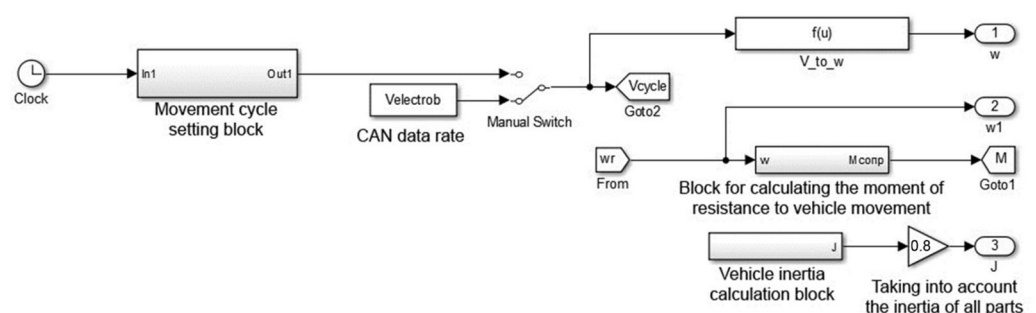 Clock
In1
Out1
Movement cycle
setting block
Velectrob
CAN data rate
Manual Switch
Vcycle
Goto2
f(u)
V_to_w
1
w
2
w1
wr
From
w
Mсопр
Block for calculating the moment of
resistance to vehicle movement
M
Goto1
J
Vehicle inertia
calculation block
0.8
Taking into account
the inertia of all parts
3
J